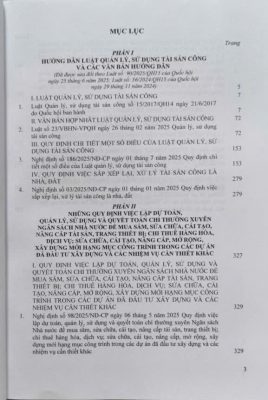 MỤC LỤC
Trang
PHẦN I
HƯỚNG DẪN LUẬT QUẢN LÝ, SỬ DỤNG TÀI SẢN CÔNG
VÀ CÁC VĂN BẢN HƯỚNG DẪN
(Đã được sửa đổi theo Luật số: 90/2025/QH15 của Quốc hội
ngày 25 tháng 6 năm 2025; Luật số: 56/2024/QH15 của Quốc hội
ngày 29 tháng 11 năm 2024) 5
I. LUẬT QUẢN LÝ, SỬ DỤNG TÀI SẢN CÔNG 7
1. Luật Quản lý, sử dụng tài sản công số 15/2017/QH14 ngày 21/6/2017
do Quốc hội ban hành 7
II. VĂN BẢN HỢP NHẤT LUẬT QUẢN LÝ, SỬ DỤNG TÀI SẢN CÔNG 72
2. Luật số 23/VBHN-VPQH ngày 26 tháng 02 năm 2025 Quản lý, sử dụng
tài sản công 72
III. QUY ĐỊNH CHI TIẾT MỘT SỐ ĐIỀU CỦA LUẬT QUẢN LÝ, SỬ DỤNG
TÀI SẢN CÔNG 153
3. Nghị định số 186/2025/NĐ-CP ngày 01 tháng 7 năm 2025 Quy định chi
tiết một số điều của Luật Quản lý, sử dụng tài sản công 153
IV. QUY ĐỊNH VIỆC SẮP XẾP LẠI, XỬ LÝ TÀI SẢN CÔNG LÀ
NHÀ, ĐẤT
4. Nghị định số 03/2025/NĐ-CP ngày 01 tháng 01 năm 2025 Quy định việc
sắp xếp lại, xử lý tài sản công là nhà, đất
PHẦN II
NHỮNG QUY ĐỊNH VIỆC LẬP DỰ TOÁN,
QUẢN LÝ, SỬ DỤNG VÀ QUYẾT TOÁN CHI THƯỜNG XUYÊN
NGÂN SÁCH NHÀ NƯỚC ĐỂ MUA SẮM, SỬA CHỮA, CẢI TẠO,
NÂNG CẤP TÀI SẢN, TRANG THIẾT BỊ; CHI THUÊ HÀNG HÓA,
DỊCH VỤ; SỬA CHỮA, CẢI TẠO, NÂNG CẤP, MỞ RỘNG,
XÂY DỰNG MỚI HẠNG MỤC CÔNG TRÌNH TRONG CÁC DỰ ÁN
ĐÃ ĐẦU TƯ XÂY DỰNG VÀ CÁC NHIỆM VỤ CẦN THIẾT KHÁC 327
I. QUY ĐỊNH VIỆC LẬP DỰ TOÁN, QUẢN LÝ, SỬ DỤNG VÀ
QUYẾT TOÁN CHI THƯỜNG XUYÊN NGÂN SÁCH NHÀ NƯỚC ĐỂ
MUA SẮM, SỬA CHỮA, CẢI TẠO, NÂNG CẤP TÀI SẢN, TRANG
THIẾT BỊ; CHI THUÊ HÀNG HÓA, DỊCH VỤ; SỬA CHỮA, CẢI
TẠO, NÂNG CẤP, MỞ RỘNG, XÂY DỰNG MỚI HẠNG MỤC CÔNG
TRÌNH TRONG CÁC DỰ ÁN ĐÃ ĐẦU TƯ XÂY DỰNG VÀ CÁC
NHIỆM VỤ CẦN THIẾT KHÁC 329
5. Nghị định số 98/2025/NĐ-CP ngày 06 tháng 5 năm 2025 Quy định việc
lập dự toán, quản lý, sử dụng và quyết toán chi thường xuyên Ngân sách
Nhà nước để mua sắm, sửa chữa, cải tạo, nâng cấp tài sản, trang thiết bị;
chi thuê hàng hóa, dịch vụ; sửa chữa, cải tạo, nâng cấp, mở rộng, xây
dựng mới hạng mục công trình trong các dự án đã đầu tư xây dựng và các
nhiệm vụ cần thiết khác 329
3